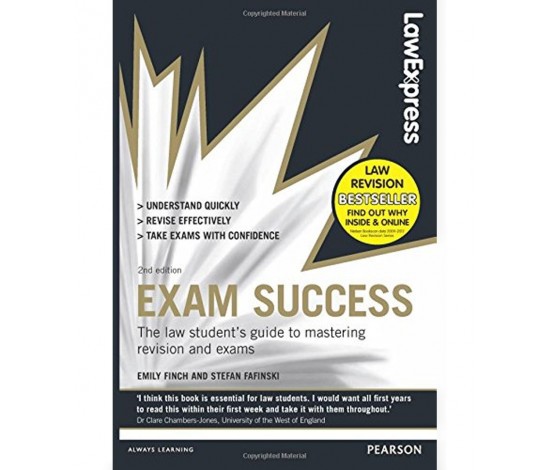 Copyrighted Material
LawExpress
LAW
REVISION
BESTSELLER
FIND OUT WHY
INSIDE & ONLINE
> UNDERSTAND QUICKLY
> REVISE EFFECTIVELY
> TAKE EXAMS WITH CONFIDENCE
2nd edition
EXAM SUCCESS
The law student's guide to mastering
revision and exams
EMILY FINCH AND STEFAN FAFINSKI
'I think this book is essential for law students. I would want all first years
to read this within their first week and take it with them throughout.'
Dr Clare Chambers-Jones, University of the West of England
ALWAYS LEARNING
PEARSON
Copyrighted Material